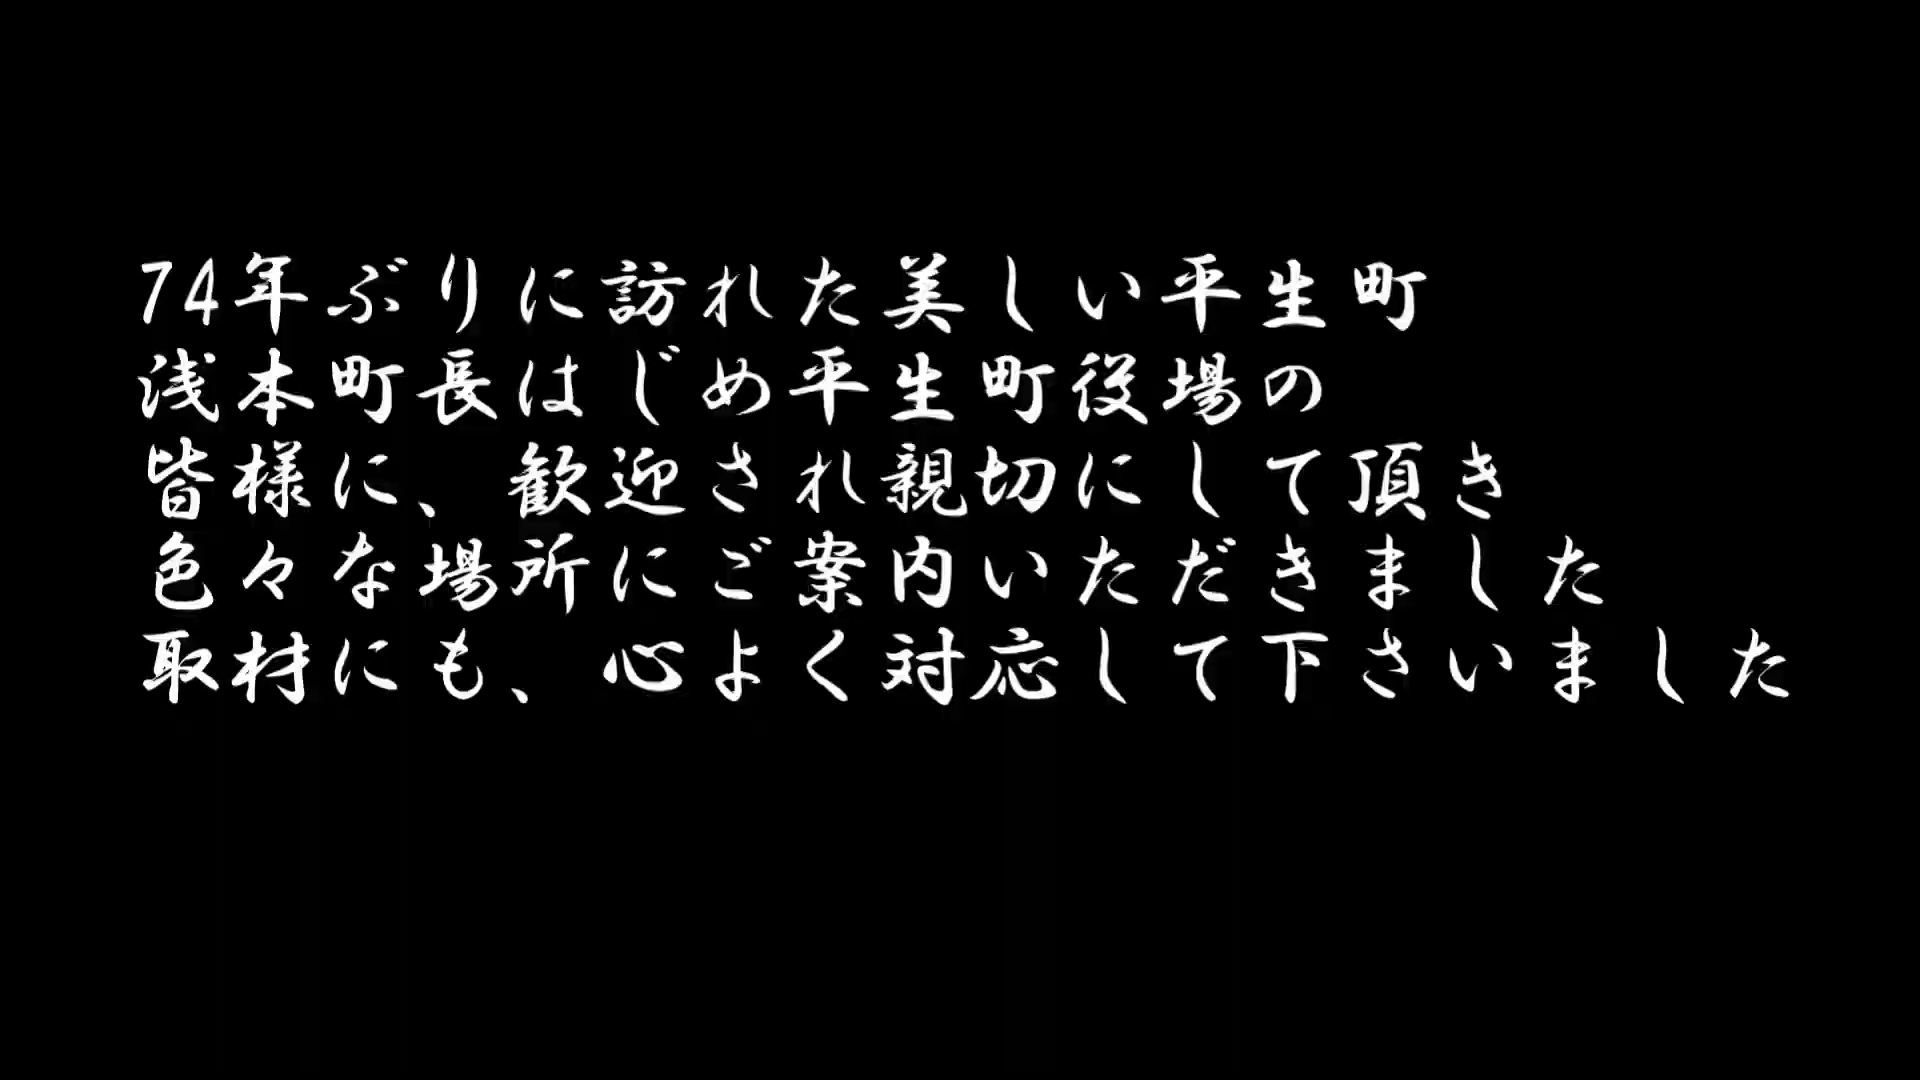 74年ぶりに訪れた美しい平生町
浅本町長はじめ平生町役場の
皆様に、歓迎され親切にして頂き
色々な場所にご案内いただきました
取材にも、心よく対応して下さいました